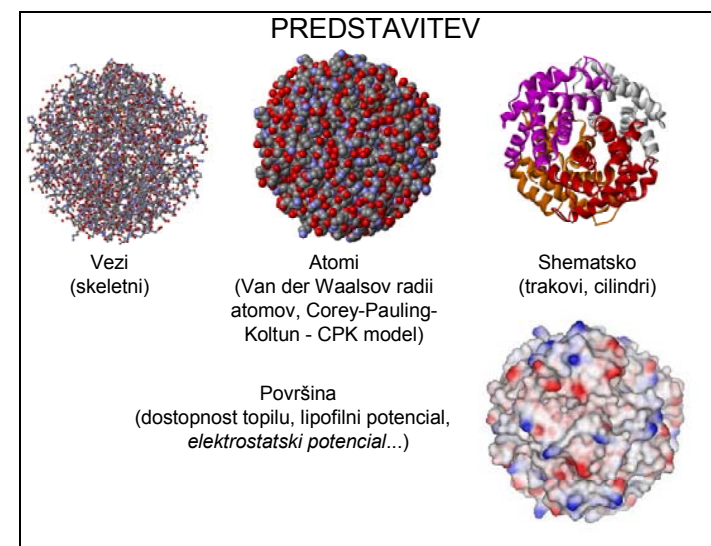 PREDSTAVITEV
Vezi
(skeletni)
Atomi
(Van der Waalsov radii
atomov, Corey-Pauling-
Koltun - CPK model)
Shematsko
(trakovi, cilindri)
Površina
(dostopnost topilu, lipofilni potencial,
elektrostatski potencial...)